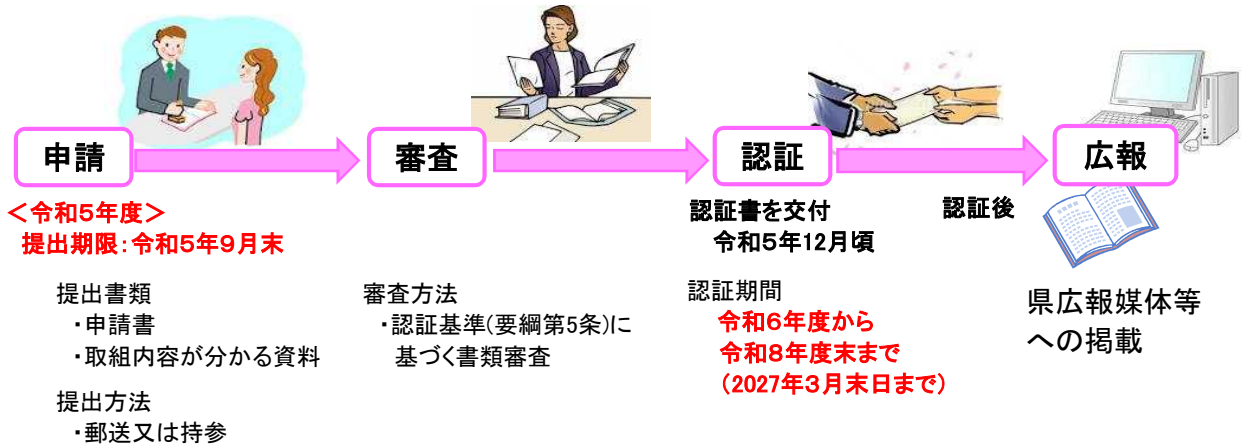 申請
審査
認証
広報
＜令和5年度＞
提出期限：令和5年9月末
提出書類
・申請書
・取組内容が分かる資料
提出方法
・郵送又は持参
審査方法
・認証基準(要綱第5条)に
基づく書類審査
認証書を交付
令和5年12月頃
認証期間
令和6年度から
令和8年度末まで
（2027年3月末日まで）
認証後
県広報媒体等
への掲載